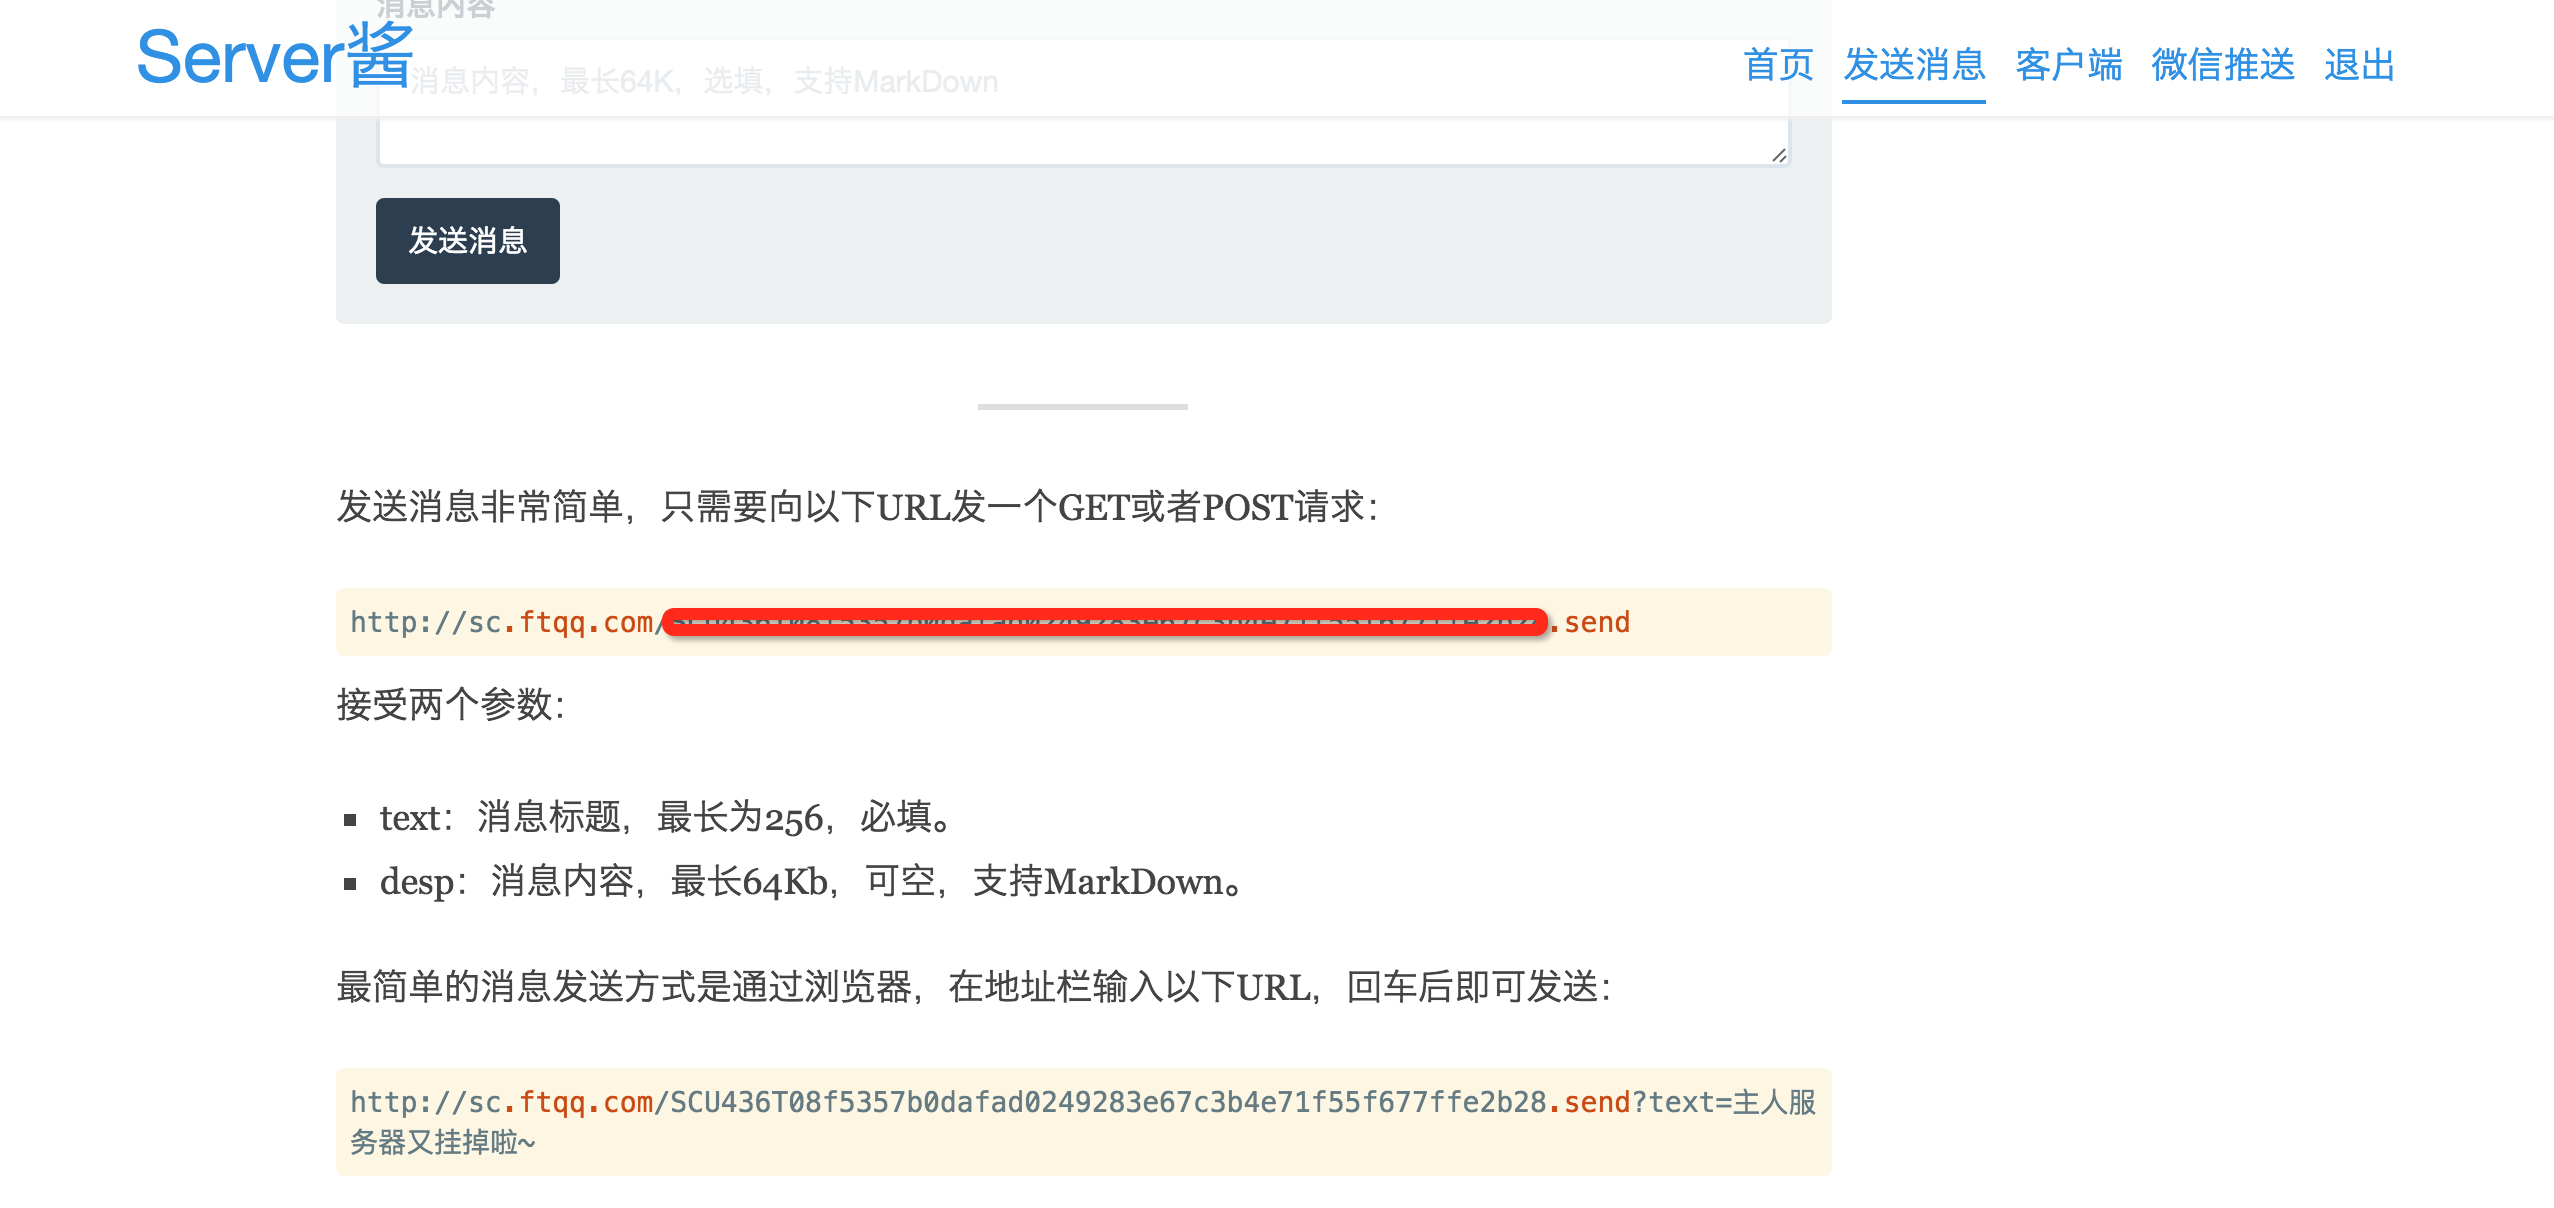 消息内容
Server酱
首页 发送消息 客户端 微信推送 退出
消息内容，最长64K，选填，支持MarkDown
发送消息
发送消息非常简单，只需要向以下URL发一个GET或者POST请求：
http://sc.ftqq.com/ .send
接受两个参数：
text：消息标题，最长为256，必填。
desp：消息内容，最长64Kb，可空，支持MarkDown。
最简单的消息发送方式是通过浏览器，在地址栏输入以下URL，回车后即可发送：
http://sc.ftqq.com/SCU436T08f5357b0dafad0249283e67c3b4e71f55f677ffe2b28.send?text=主人服
务器又挂掉啦~